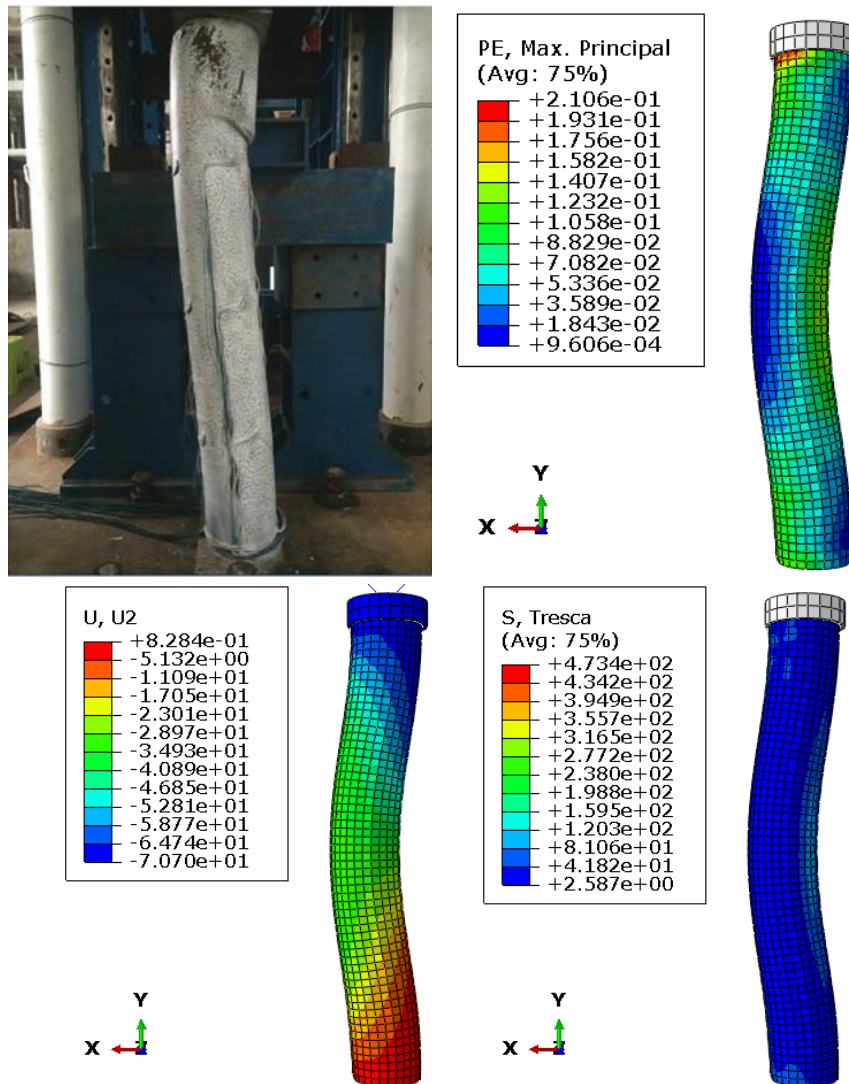 PE, Max. Principal
(Avg: 75%)
+2.106e-01
+1.931e-01
+1.756e-01
+1.582e-01
+1.407e-01
+1.232e-01
+1.058e-01
+8.829e-02
+7.082e-02
+5.336e-02
+3.589e-02
+1.843e-02
+9.606e-04
Y
X
Z
U, U2
+8.284e-01
-5.132e+00
-1.109e+01
-1.705e+01
-2.301e+01
-2.897e+01
-3.493e+01
-4.089e+01
-4.685e+01
-5.281e+01
-5.877e+01
-6.474e+01
-7.070e+01
Y
X
Z
S, Tresca
(Avg: 75%)
+4.734e+02
+4.342e+02
+3.949e+02
+3.557e+02
+3.165e+02
+2.772e+02
+2.380e+02
+1.988e+02
+1.595e+02
+1.203e+02
+8.106e+01
+4.182e+01
+2.587e+00
Y
X
Z